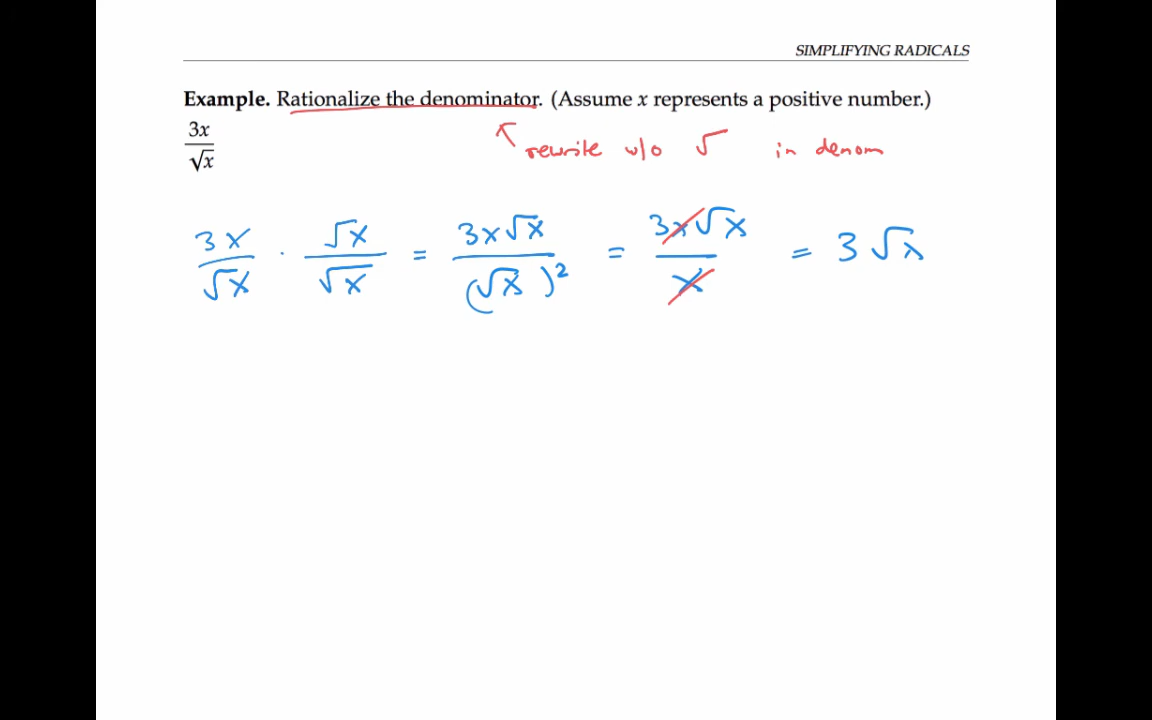 SIMPLIFYING RADICALS
Example. Rationalize the denominator. (Assume x represents a positive number.)
3x/√x
rewrite w/o √ in denom
3x/√x · √x/√x = 3x√x/(√x)² = 3x√x/x = 3√x